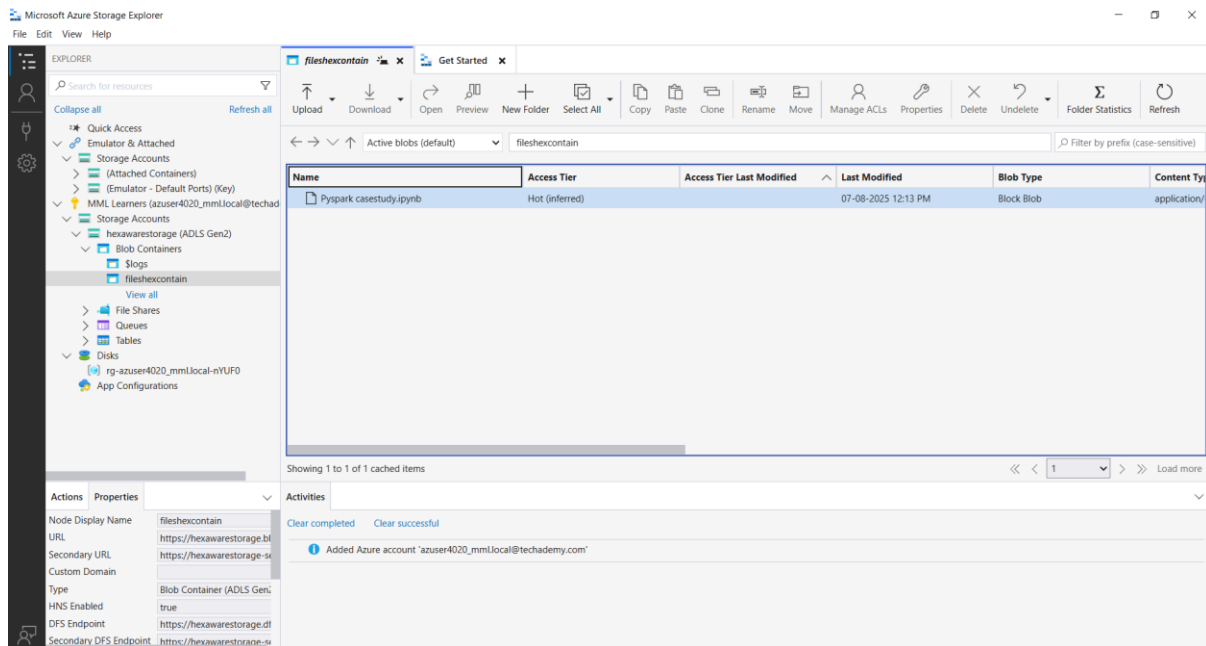 Microsoft Azure Storage Explorer
File Edit View Help
EXPLORER
Search for resources
Collapse all Refresh all
Quick Access
Emulator & Attached
Storage Accounts
(Attached Containers)
(Emulator - Default Ports) (Key)
MML Learners (azuser4020_mml.local@techad
Storage Accounts
hexawarestorage (ADLS Gen2)
Blob Containers
$logs
fileshexcontain
View all
File Shares
Queues
Tables
Disks
rg-azuser4020_mml.local-nYUF0
App Configurations
Actions Properties
Node Display Name fileshexcontain
URL https://hexawarestorage.bl
Secondary URL https://hexawarestorage-se
Custom Domain
Type Blob Container (ADLS Gen2
HNS Enabled true
DFS Endpoint https://hexawarestorage.df
Secondary DFS Endpoint https://hexawarestorage-se
fileshexcontain Get Started
Upload Download Open Preview New Folder Select All Copy Paste Clone Rename Move Manage ACLs Properties Delete Undelete Folder Statistics Refresh
Active blobs (default) fileshexcontain Filter by prefix (case-sensitive)
Name Access Tier Access Tier Last Modified Last Modified Blob Type Content Typ
Pyspark casestudy.ipynb Hot (inferred) 07-08-2025 12:13 PM Block Blob application/
Showing 1 to 1 of 1 cached items 1 Load more
Activities
Clear completed Clear successful
Added Azure account 'azuser4020_mml.local@techademy.com'